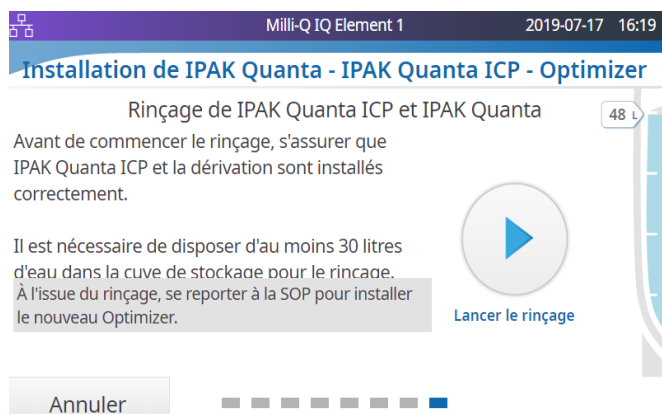 Milli-Q IQ Element 1 2019-07-17 16:19
Installation de IPAK Quanta - IPAK Quanta ICP - Optimizer
Rinçage de IPAK Quanta ICP et IPAK Quanta
48 L
Avant de commencer le rinçage, s'assurer que
IPAK Quanta ICP et la dérivation sont installés
correctement.
Il est nécessaire de disposer d'au moins 30 litres
d'eau dans la cuve de stockage pour le rinçage.
À l'issue du rinçage, se reporter à la SOP pour installer
le nouveau Optimizer.
Lancer le rinçage
Annuler